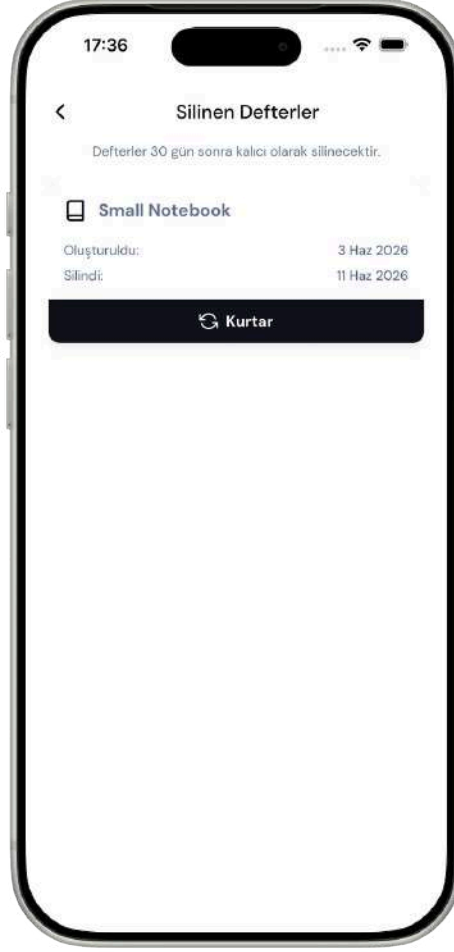 17:36
Silinen Defterler
Defterler 30 gün sonra kalıcı olarak silinecektir.
Small Notebook
Oluşturuldu: 3 Haz 2026
Silindi: 11 Haz 2026
Kurtar